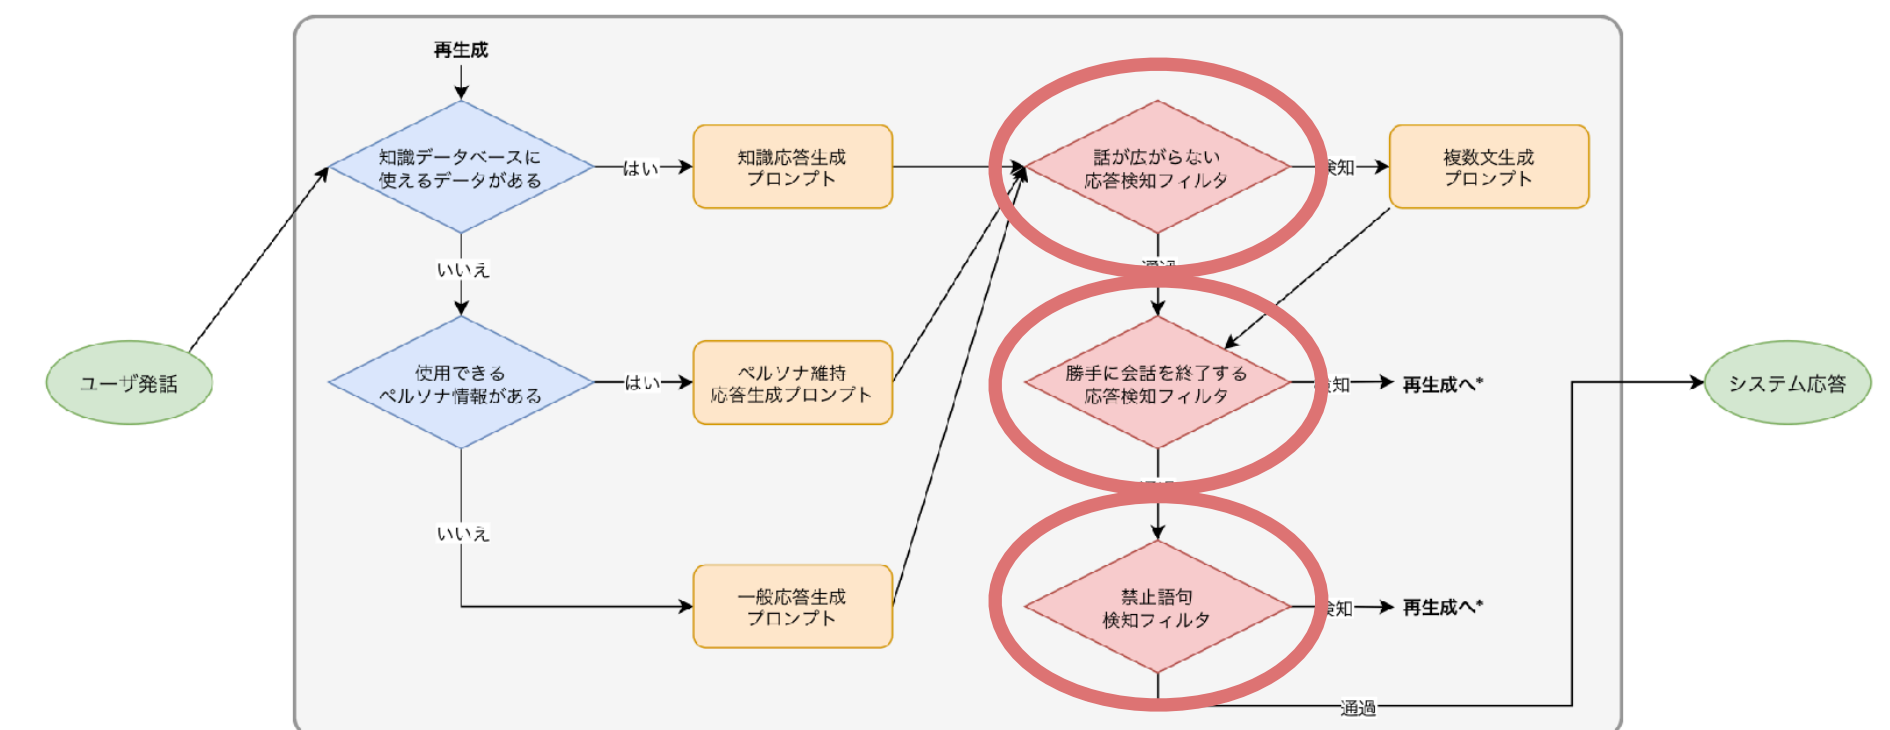 再生成
知識データベースに
使えるデータがある
はい
知識応答生成
プロンプト
話が広がらない
応答検知フィルタ
検知
複数文生成
プロンプト
いいえ
通過
ユーザ発話
使用できる
ペルソナ情報がある
はい
ペルソナ維持
応答生成プロンプト
勝手に会話を終了する
応答検知フィルタ
検知
再生成へ*
システム応答
いいえ
一般応答生成
プロンプト
禁止語句
検知フィルタ
検知
再生成へ*
通過